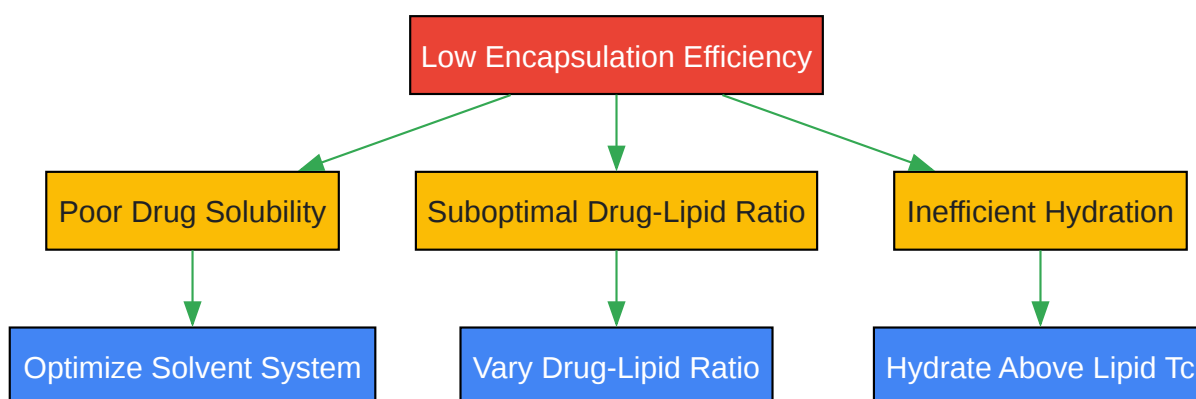 Low Encapsulation Efficiency
Poor Drug Solubility
Suboptimal Drug-Lipid Ratio
Inefficient Hydration
Optimize Solvent System
Vary Drug-Lipid Ratio
Hydrate Above Lipid Tc